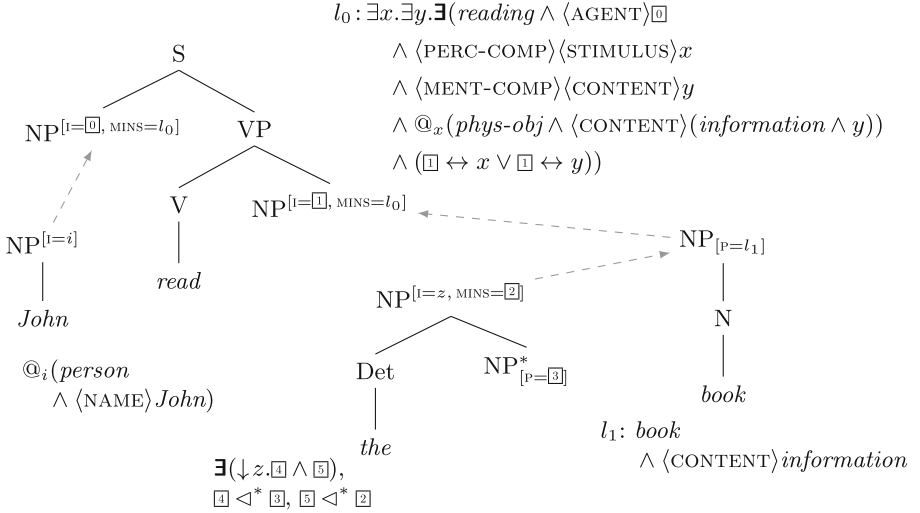 l₀: ∃x.∃y.∃(reading ∧ ⟨AGENT⟩[0]
∧ ⟨PERC-COMP⟩⟨STIMULUS⟩x
∧ ⟨MENT-COMP⟩⟨CONTENT⟩y
∧ @ₓ(phys-obj ∧ ⟨CONTENT⟩(information ∧ y))
∧ ([1] ↔ x ∨ [1] ↔ y))
S
NP[I=[0], MINS=l₀]
VP
V
NP[I=[1], MINS=l₀]
read
NP[I=i]
John
@ᵢ(person
∧ ⟨NAME⟩John)
NP[P=l₁]
N
book
l₁: book
∧ ⟨CONTENT⟩information
NP[I=z, MINS=[2]]
Det
NP*[P=[3]]
the
∃(↓z.[4] ∧ [5]),
[4] ◁* [3], [5] ◁* [2]